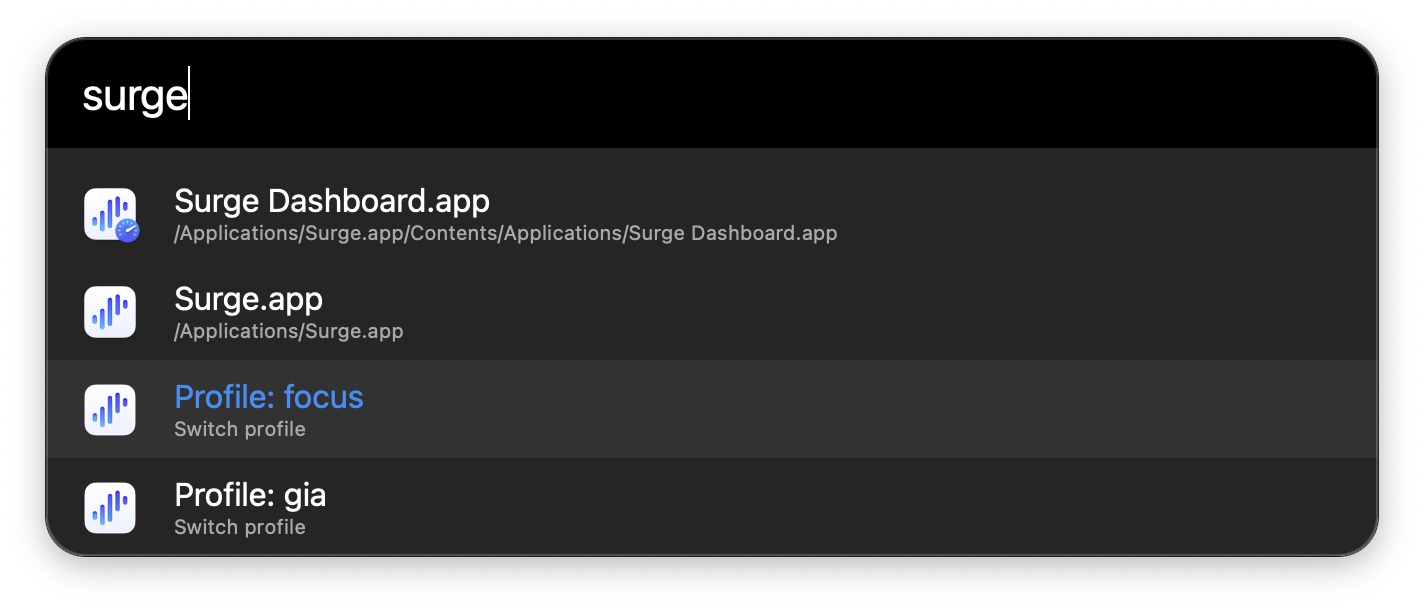 surge
Surge Dashboard.app
/Applications/Surge.app/Contents/Applications/Surge Dashboard.app
Surge.app
/Applications/Surge.app
Profile: focus
Switch profile
Profile: gia
Switch profile